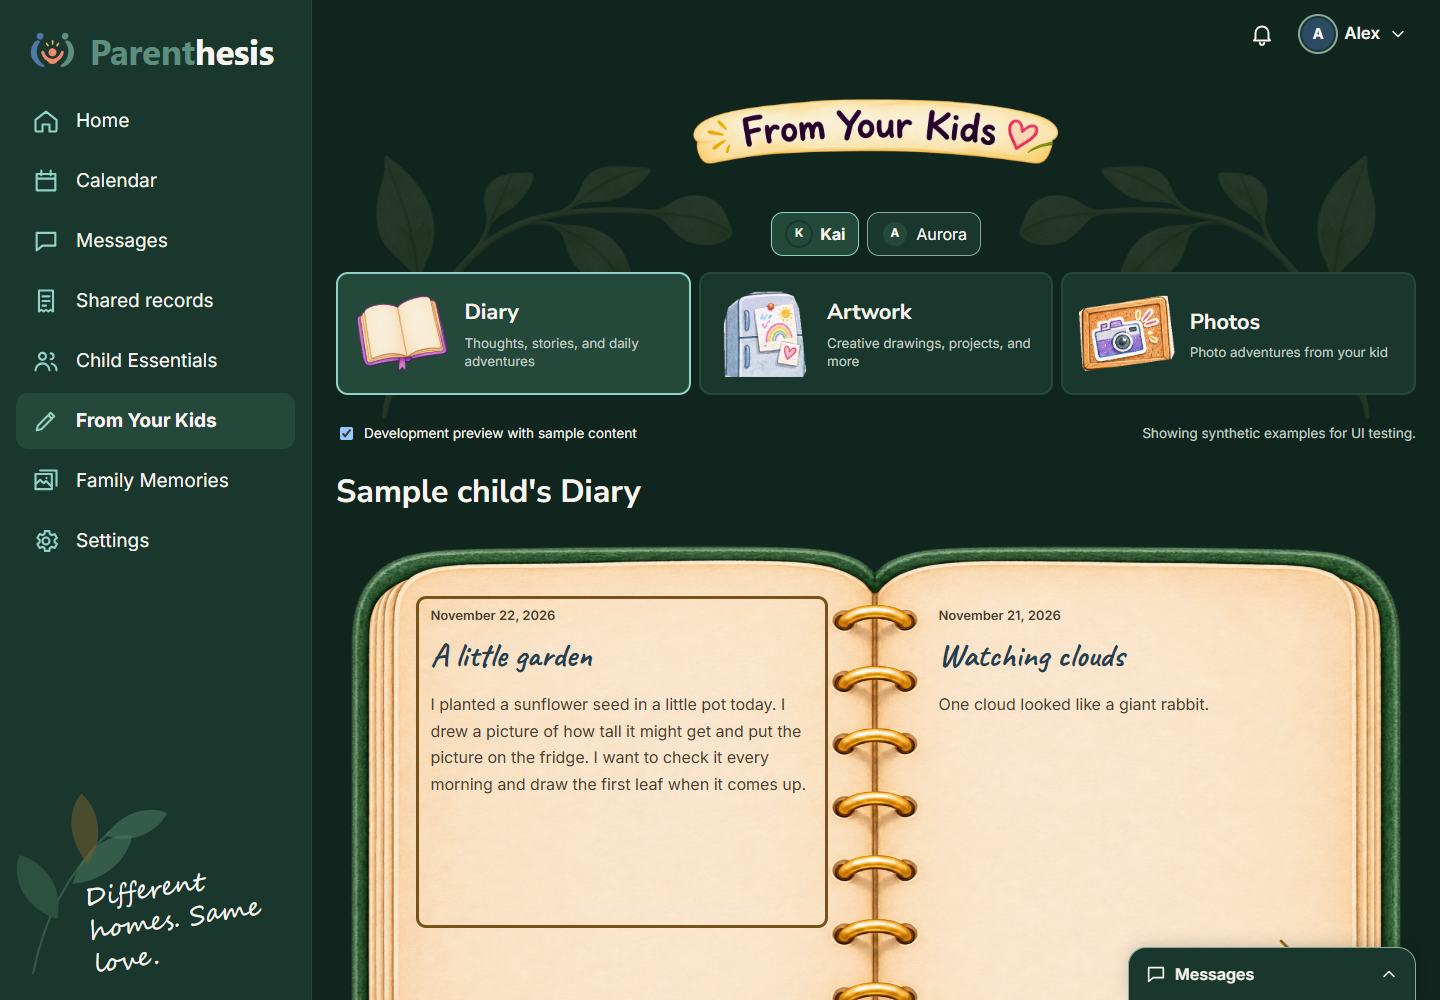 Parenthesis
Home
Calendar
Messages
Shared records
Child Essentials
From Your Kids
Family Memories
Settings
Different
homes. Same
love.
A
Alex
From Your Kids
K
Kai
A
Aurora
Diary
Thoughts, stories, and daily
adventures
Artwork
Creative drawings, projects, and
more
Photos
Photo adventures from your kid
Development preview with sample content
Showing synthetic examples for UI testing.
Sample child's Diary
November 22, 2026
A little garden
I planted a sunflower seed in a little pot today. I
drew a picture of how tall it might get and put the
picture on the fridge. I want to check it every
morning and draw the first leaf when it comes up.
November 21, 2026
Watching clouds
One cloud looked like a giant rabbit.
Messages